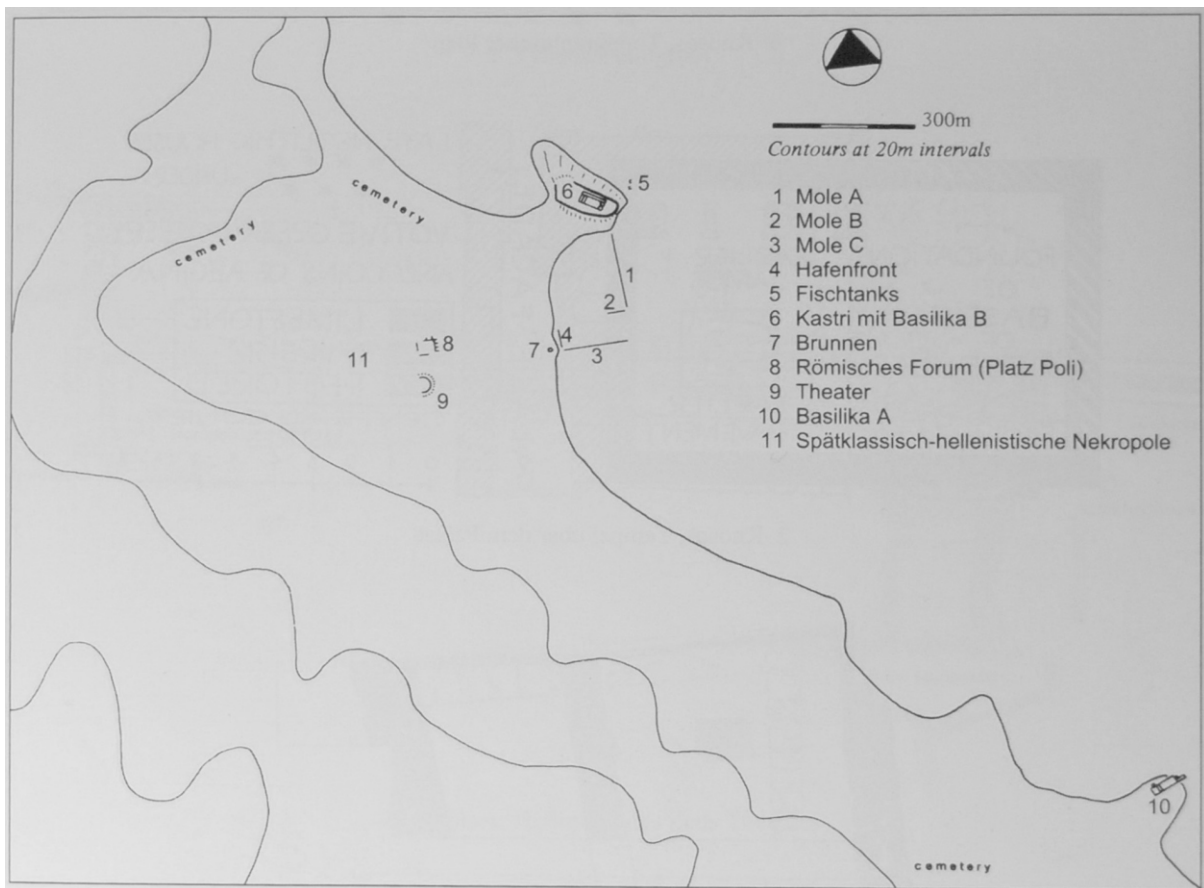 300m
Contours at 20m intervals
1 Mole A
2 Mole B
3 Mole C
4 Hafenfront
5 Fischtanks
6 Kastri mit Basilika B
7 Brunnen
8 Römisches Forum (Platz Poli)
9 Theater
10 Basilika A
11 Spätklassisch-hellenistische Nekropole
cemetery
cemetery
6
5
1
2
4
3
7
8
11
9
10
cemetery